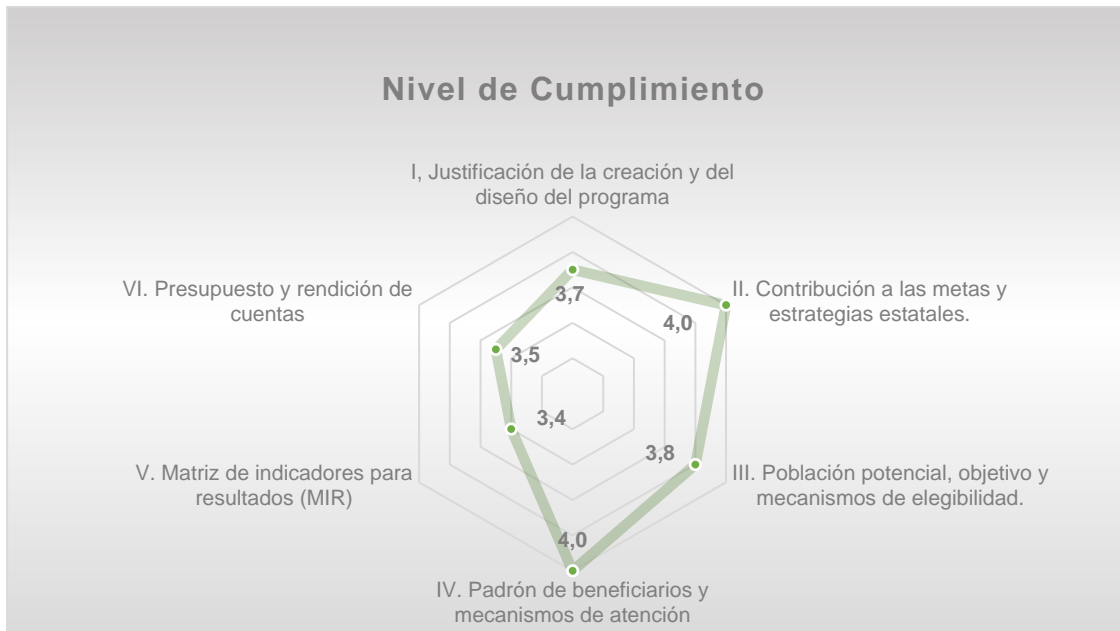 Nivel de Cumplimiento
I, Justificación de la creación y del
diseño del programa
3,7
II. Contribución a las metas y
estrategias estatales.
4,0
III. Población potencial, objetivo y
mecanismos de elegibilidad.
3,8
IV. Padrón de beneficiarios y
mecanismos de atención
4,0
V. Matriz de indicadores para
resultados (MIR)
3,4
VI. Presupuesto y rendición de
cuentas
3,5